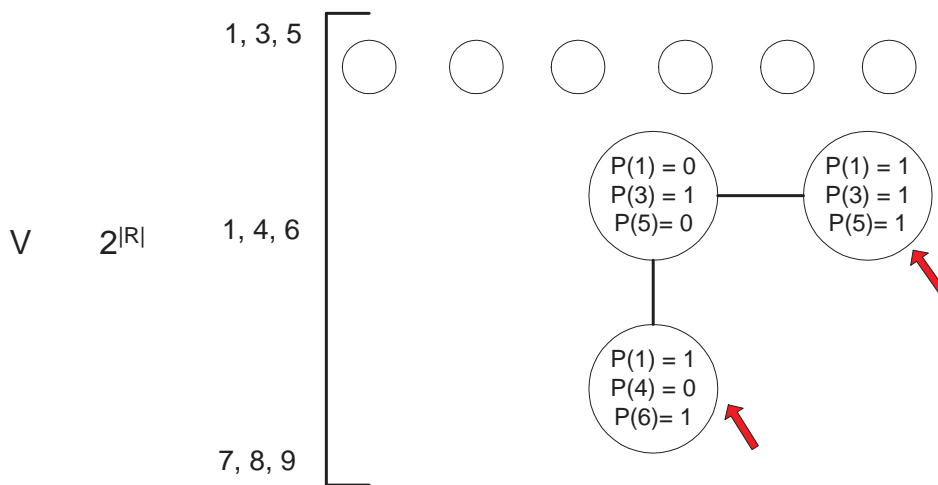 1, 3, 5
P(1) = 0
P(3) = 1
P(5)= 0
P(1) = 1
P(3) = 1
P(5)= 1
V 2^|R| 1, 4, 6
P(1) = 1
P(4) = 0
P(6)= 1
7, 8, 9